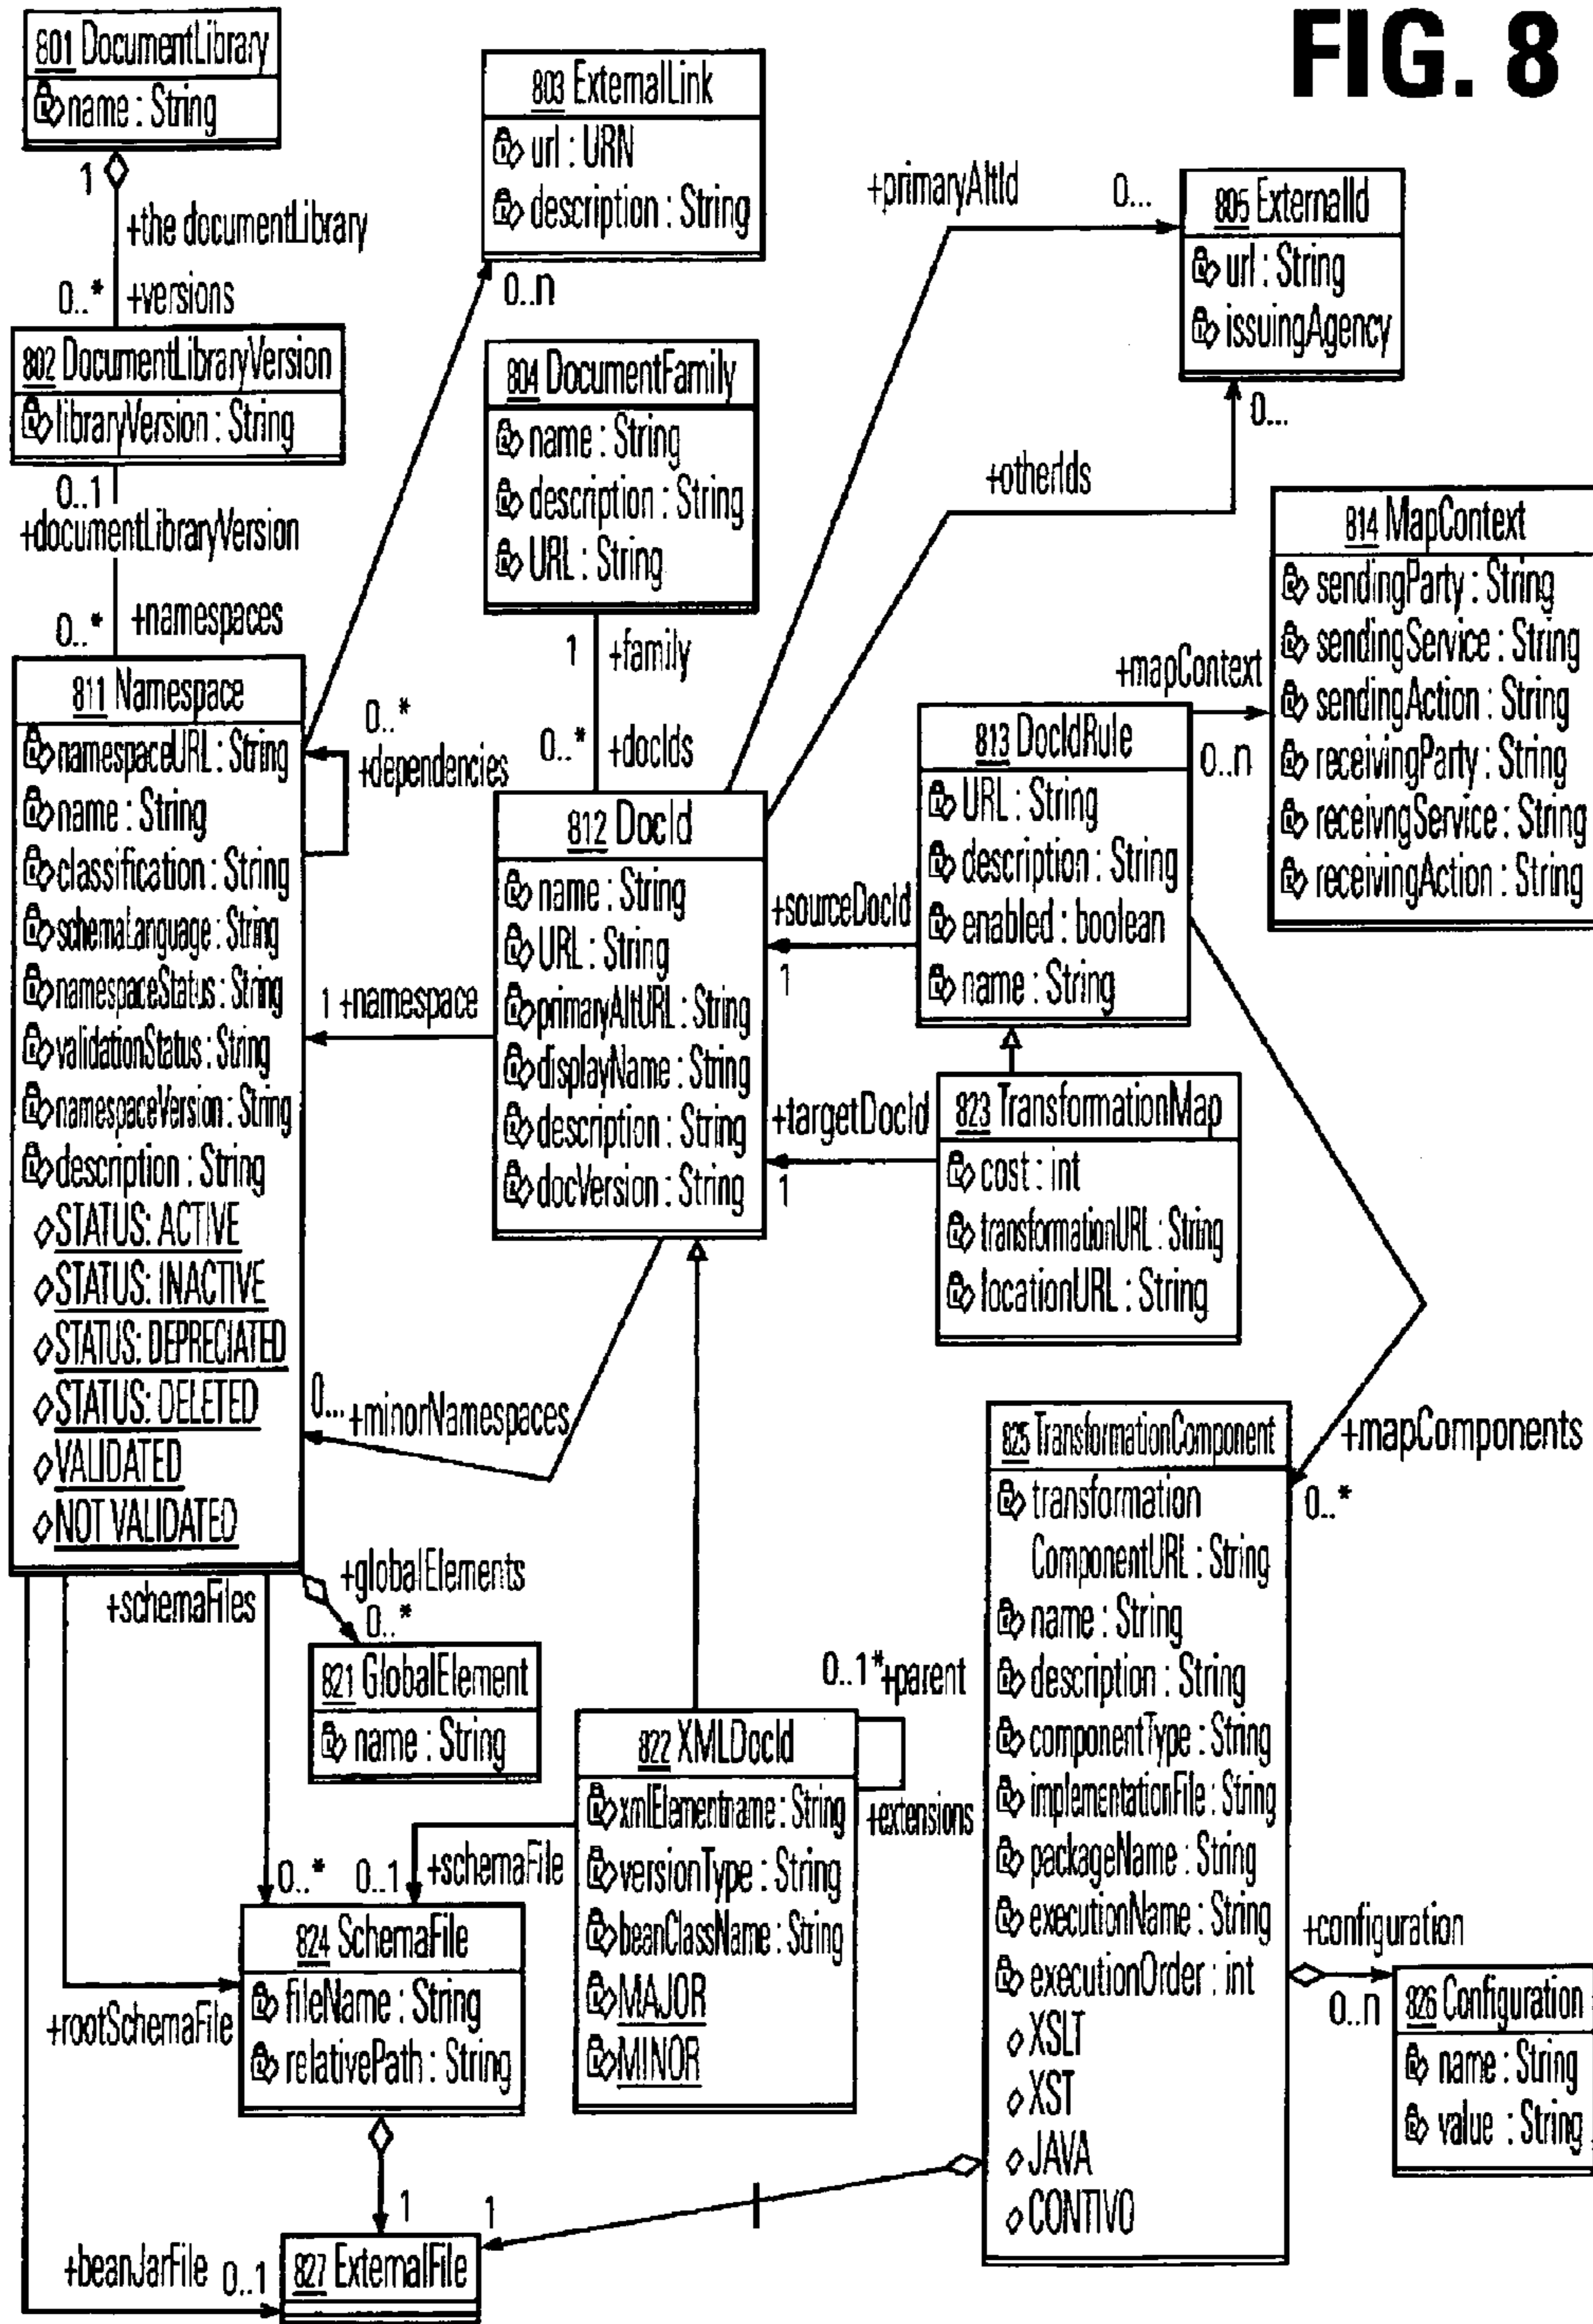 FIG. 8
801 DocumentLibrary
name : String
1
+the documentLibrary
0..* +versions
802 DocumentLibraryVersion
libraryVersion : String
0..1
+documentLibraryVersion
0..* +namespaces
803 ExternalLink
url : URN
description : String
0..n
804 DocumentFamily
name : String
description : String
URL : String
1 +family
0..* +docIds
+primaryAltId 0...
805 ExternalId
url : String
issuingAgency
0...
+otherIds
811 Namespace
namespaceURL : String
name : String
classification : String
schemaLanguage : String
namespaceStatus : String
validationStatus : String
namespaceVersion : String
description : String
STATUS: ACTIVE
STATUS: INACTIVE
STATUS: DEPRECIATED
STATUS: DELETED
VALIDATED
NOT VALIDATED
0..*
+dependencies
1 +namespace
0... +minorNamespaces
812 DocId
name : String
URL : String
primaryAltURL : String
displayName : String
description : String
docVersion : String
+sourceDocId
1
+targetDocId
1
813 DocIdRule
URL : String
description : String
enabled : boolean
name : String
+mapContext
0..n
814 MapContext
sendingParty : String
sendingService : String
sendingAction : String
receivingParty : String
receivngService : String
receivingAction : String
823 TransformationMap
cost : int
transformationURL : String
locationURL : String
+mapComponents
0..*
825 TransformationComponent
transformation
ComponentURL : String
name : String
description : String
componentType : String
implementationFile : String
packageName : String
executionName : String
executionOrder : int
XSLT
XST
JAVA
CONTIVO
+configuration
0..n
826 Configuration
name : String
value : String
+schemaFiles
+globalElements
0..*
821 GlobalElement
name : String
0..1* +parent
822 XMLDocId
xmlElementname : String
versionType : String
beanClassName : String
MAJOR
MINOR
+extensions
0..* 0..1 +schemaFile
824 SchemaFile
fileName : String
relativePath : String
+rootSchemaFile
1
1
+beanJarFile 0..1
827 ExternalFile